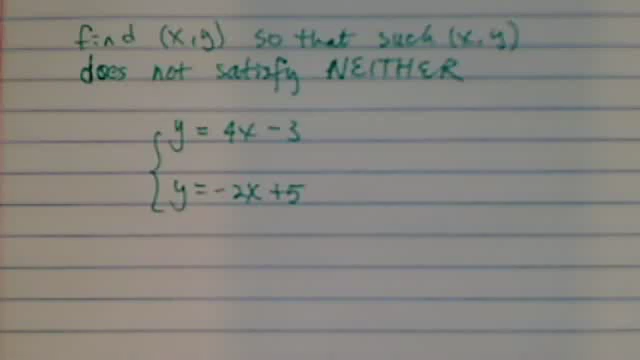 find (x,y) so that such (x,y)
does not satisfy NEITHER
y = 4x - 3
y = -2x + 5